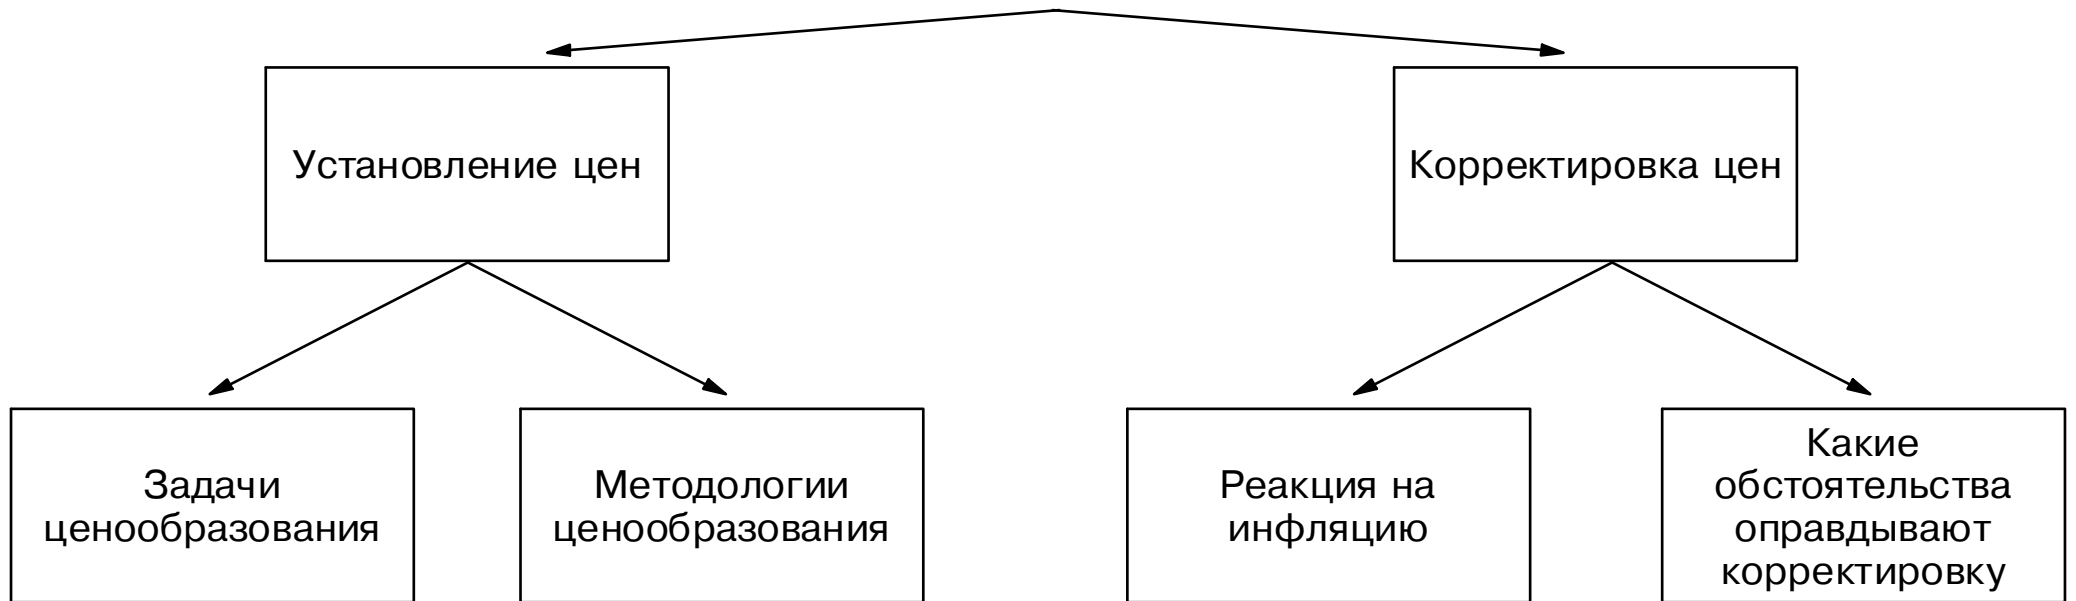 Установление цен
Корректировка цен
Задачи
ценообразования
Методологии
ценообразования
Реакция на
инфляцию
Какие
обстоятельства
оправдывают
корректировку